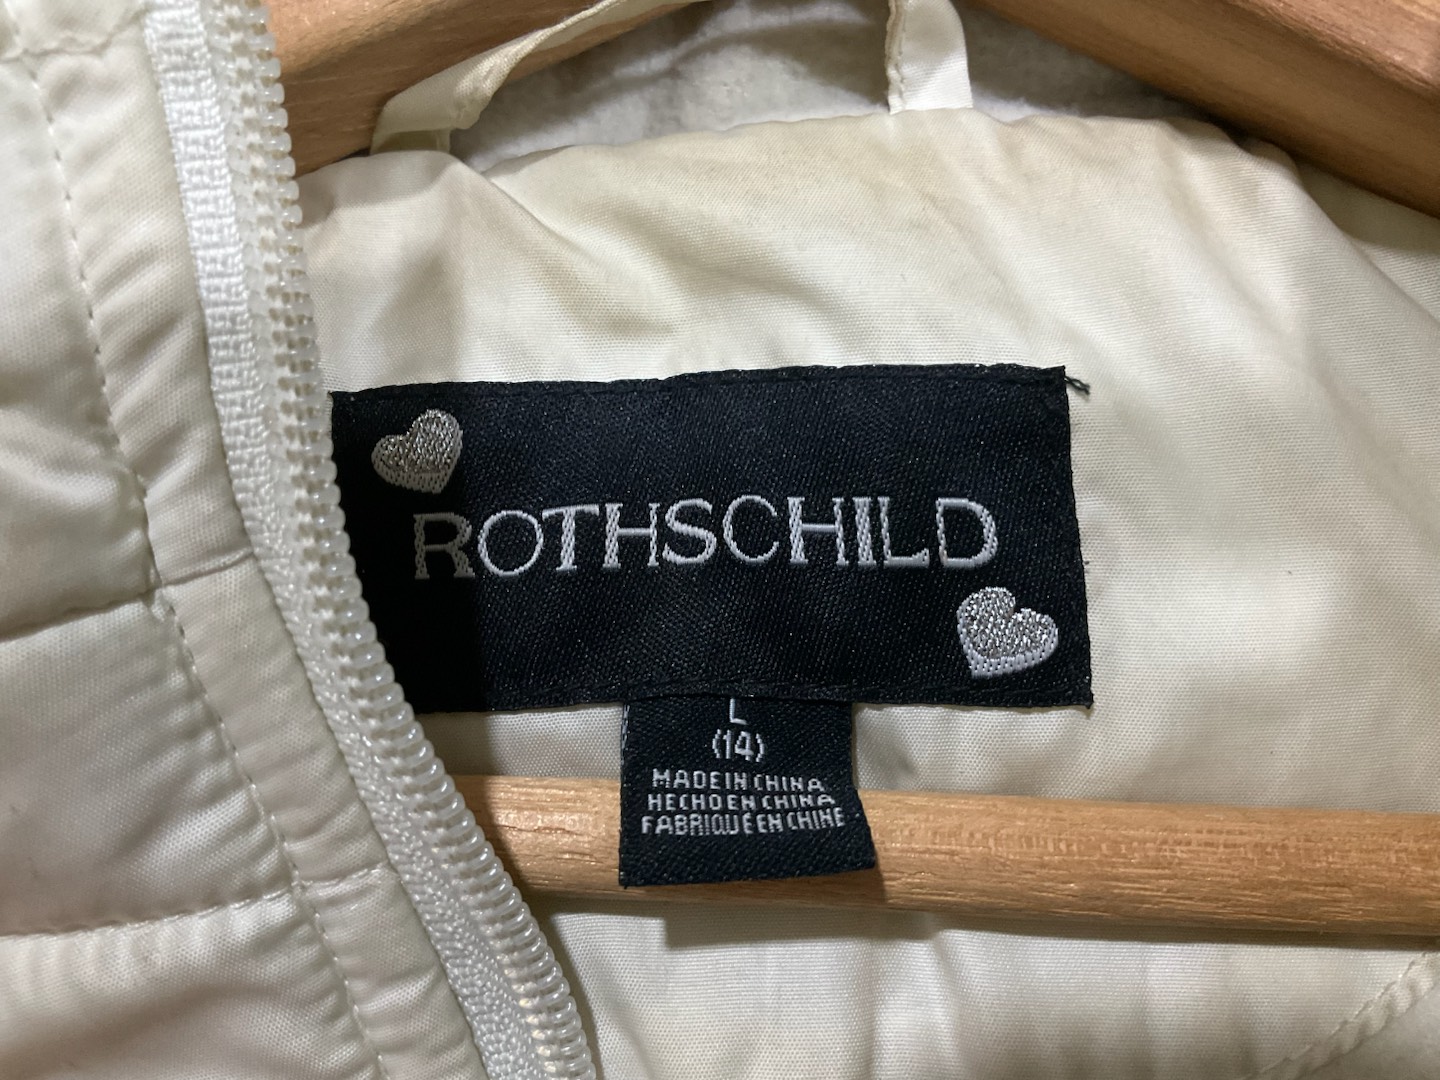 ROTHSCHILD
L
(14)
MADE IN CHINA
HECHO EN CHINA
FABRIQUÉ EN CHINE